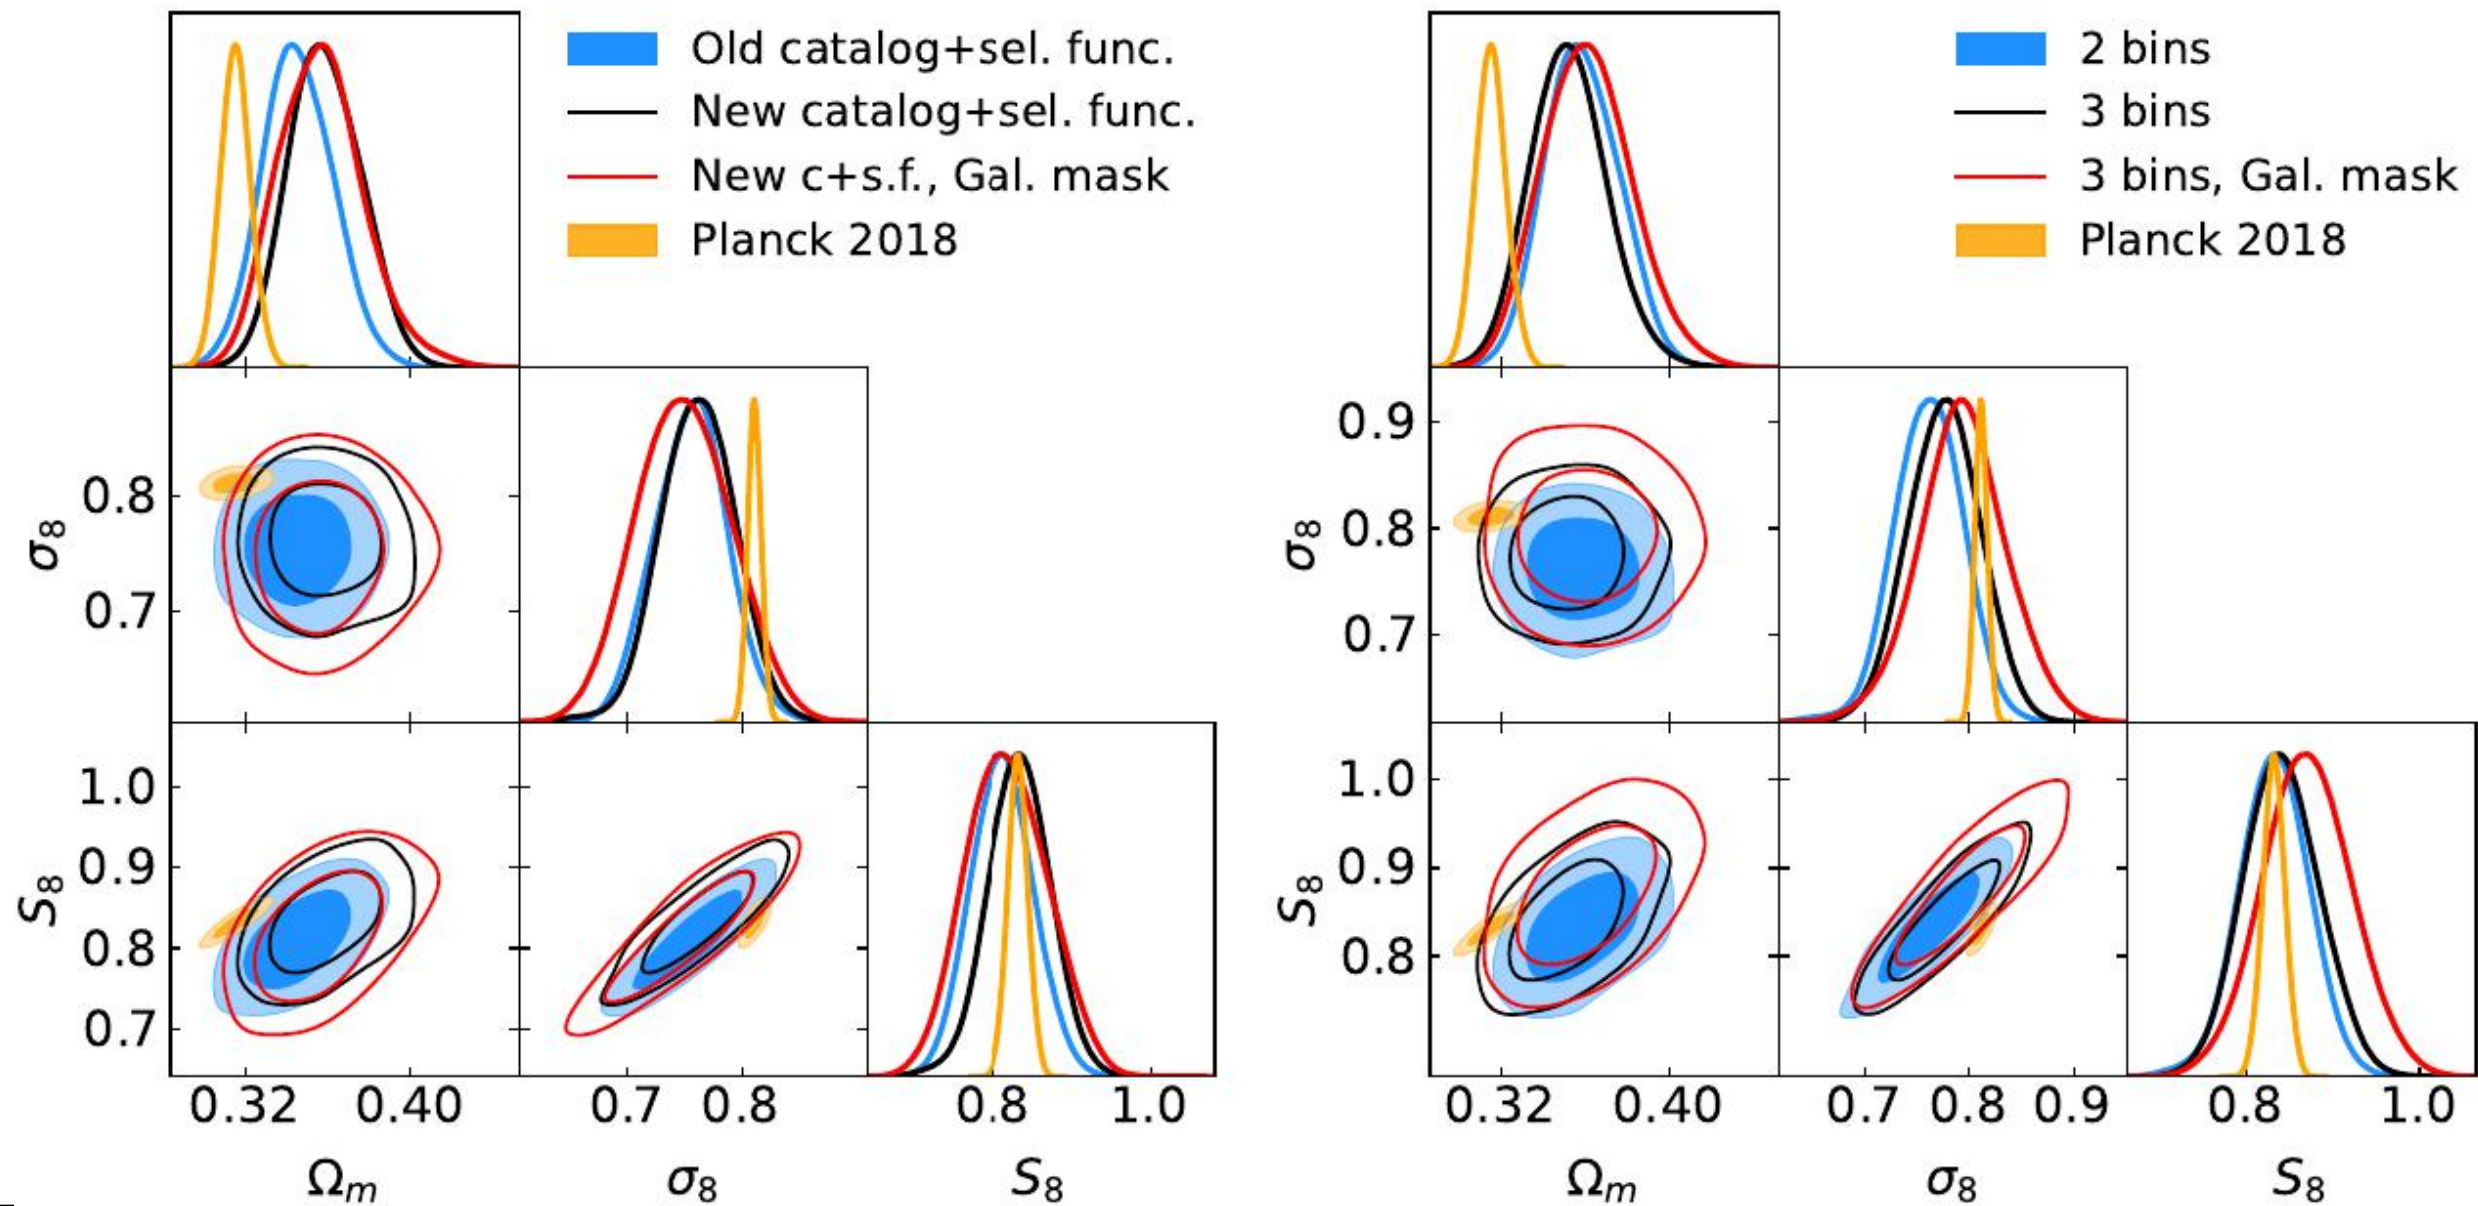 Old catalog+sel. func.
New catalog+sel. func.
New c+s.f., Gal. mask
Planck 2018
σ8
0.8
0.7
S8
1.0
0.9
0.8
0.7
0.32 0.40
0.7 0.8
0.8 1.0
Ωm
σ8
S8
2 bins
3 bins
3 bins, Gal. mask
Planck 2018
σ8
0.9
0.8
0.7
S8
1.0
0.9
0.8
0.32 0.40
0.7 0.8 0.9
0.8 1.0
Ωm
σ8
S8